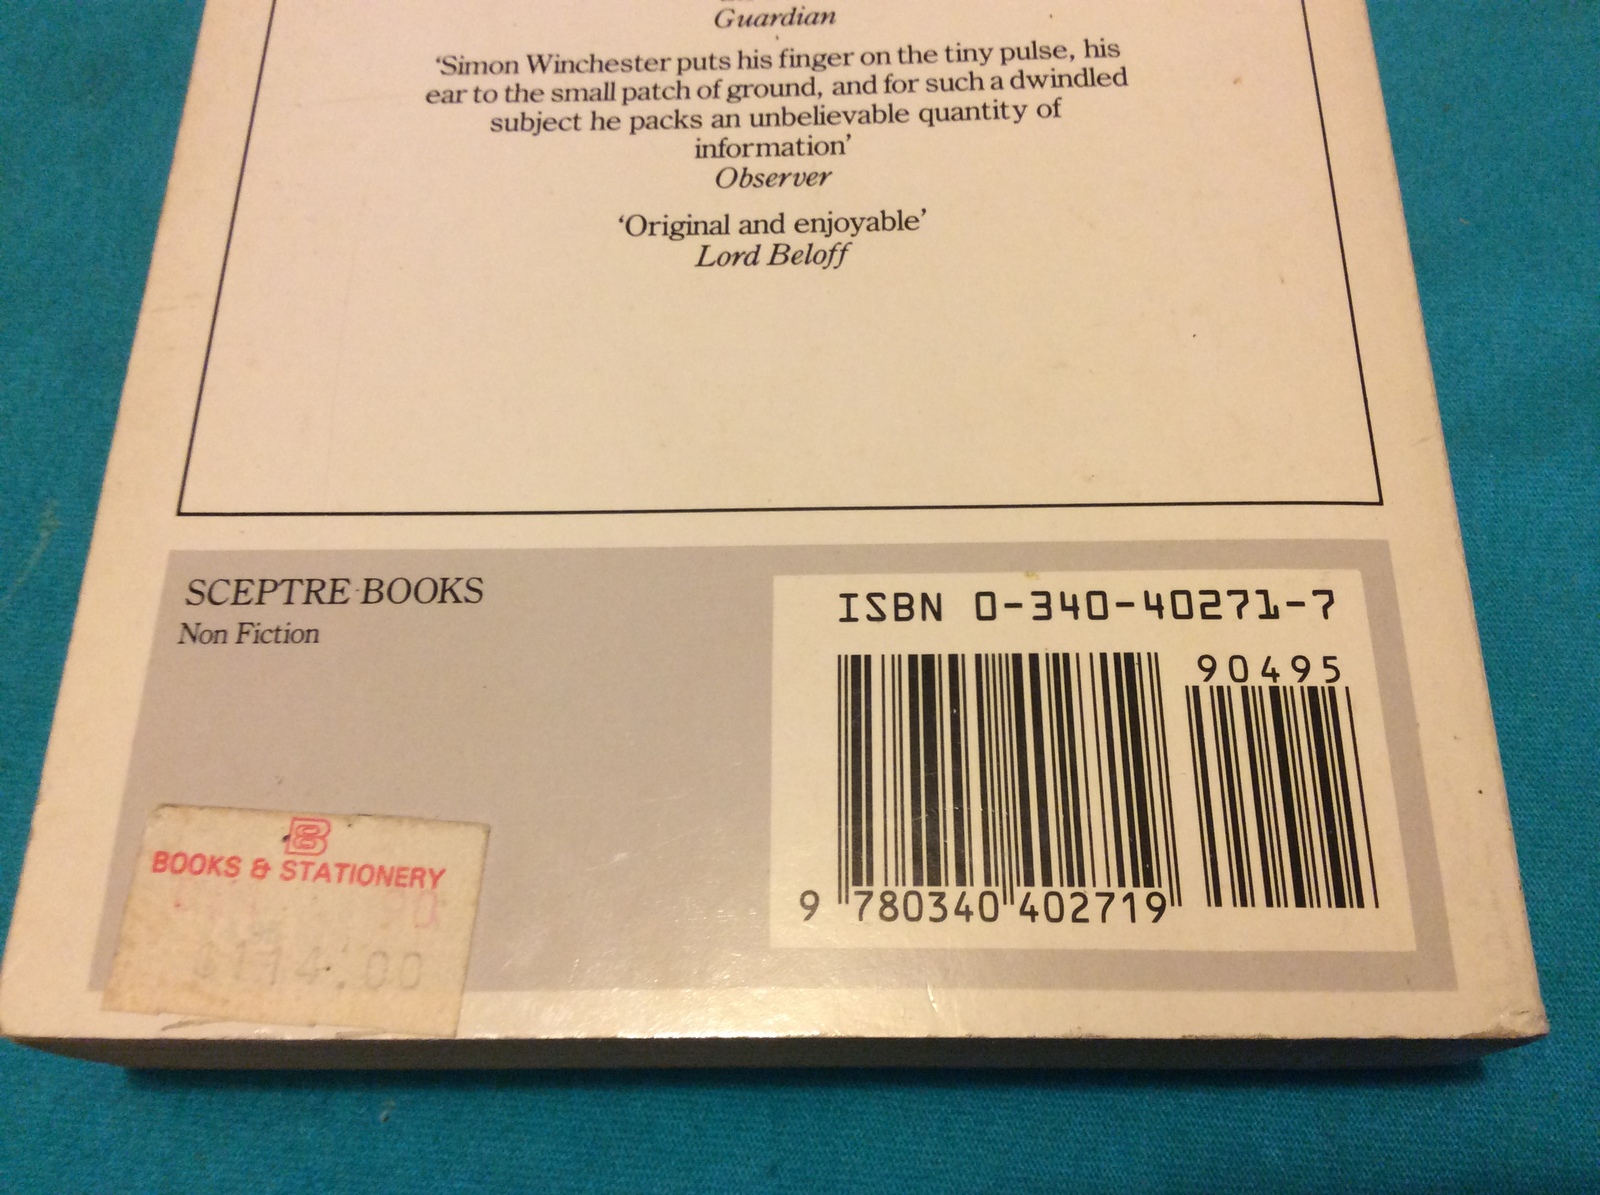 Guardian
‘Simon Winchester puts his finger on the tiny pulse, his
ear to the small patch of ground, and for such a dwindled
subject he packs an unbelievable quantity of
information’
Observer
‘Original and enjoyable’
Lord Beloff
SCEPTRE BOOKS
Non Fiction
ISBN 0-340-40271-7
90495
9 780340 402719
B
BOOKS & STATIONERY
$114.00